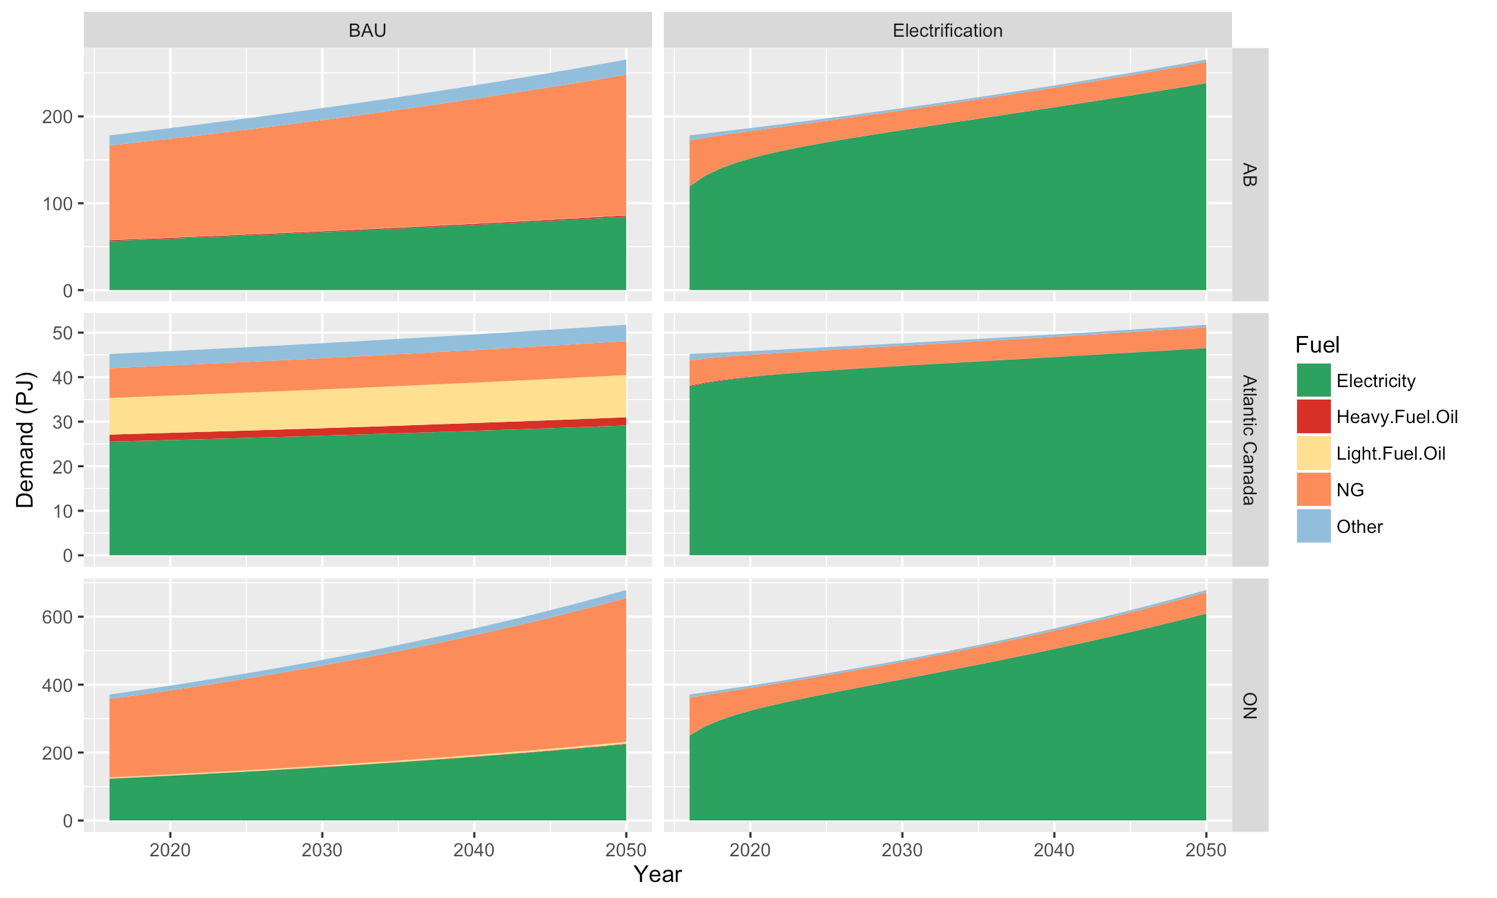 BAU
Electrification
200
100
0
AB
50
40
30
20
10
0
Atlantic Canada
600
400
200
0
ON
2020
2030
2040
2050
2020
2030
2040
2050
Year
Demand (PJ)
Fuel
Electricity
Heavy.Fuel.Oil
Light.Fuel.Oil
NG
Other